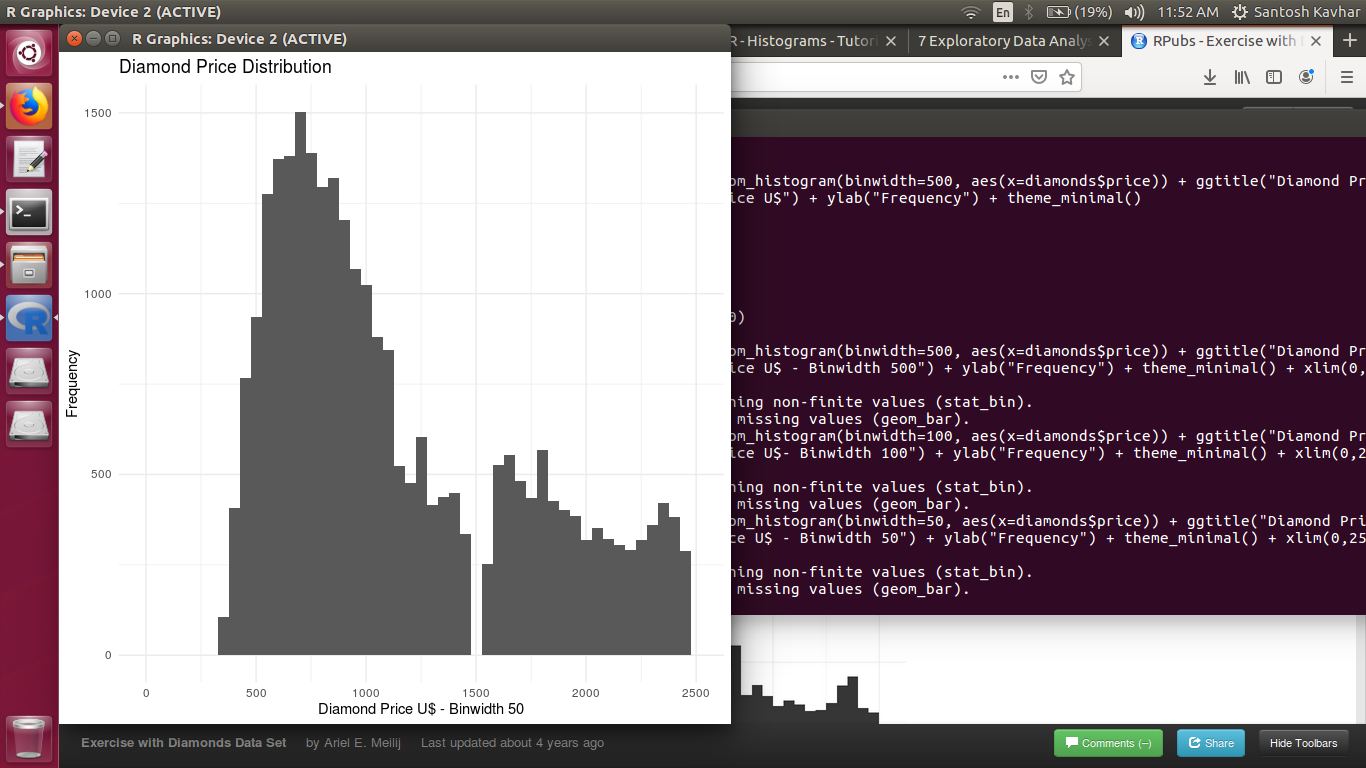 R Graphics: Device 2 (ACTIVE)
En
(19%)
11:52 AM
Santosh Kavhar
R Graphics: Device 2 (ACTIVE)
R - Histograms - Tutori
7 Exploratory Data Analys
RPubs - Exercise with
Diamond Price Distribution
1500
1000
500
0
Frequency
0
500
1000
1500
2000
2500
Diamond Price U$ - Binwidth 50
om_histogram(binwidth=500, aes(x=diamonds$price)) + ggtitle("Diamond Pr
ice U$") + ylab("Frequency") + theme_minimal()
0)
om_histogram(binwidth=500, aes(x=diamonds$price)) + ggtitle("Diamond Pr
ice U$ - Binwidth 500") + ylab("Frequency") + theme_minimal() + xlim(0,
ning non-finite values (stat_bin).
missing values (geom_bar).
om_histogram(binwidth=100, aes(x=diamonds$price)) + ggtitle("Diamond Pr
ice U$- Binwidth 100") + ylab("Frequency") + theme_minimal() + xlim(0,2
ning non-finite values (stat_bin).
missing values (geom_bar).
om_histogram(binwidth=50, aes(x=diamonds$price)) + ggtitle("Diamond Pri
ce U$ - Binwidth 50") + ylab("Frequency") + theme_minimal() + xlim(0,25
ning non-finite values (stat_bin).
missing values (geom_bar).
Exercise with Diamonds Data Set
by Ariel E. Meilij
Last updated about 4 years ago
Comments (–)
Share
Hide Toolbars